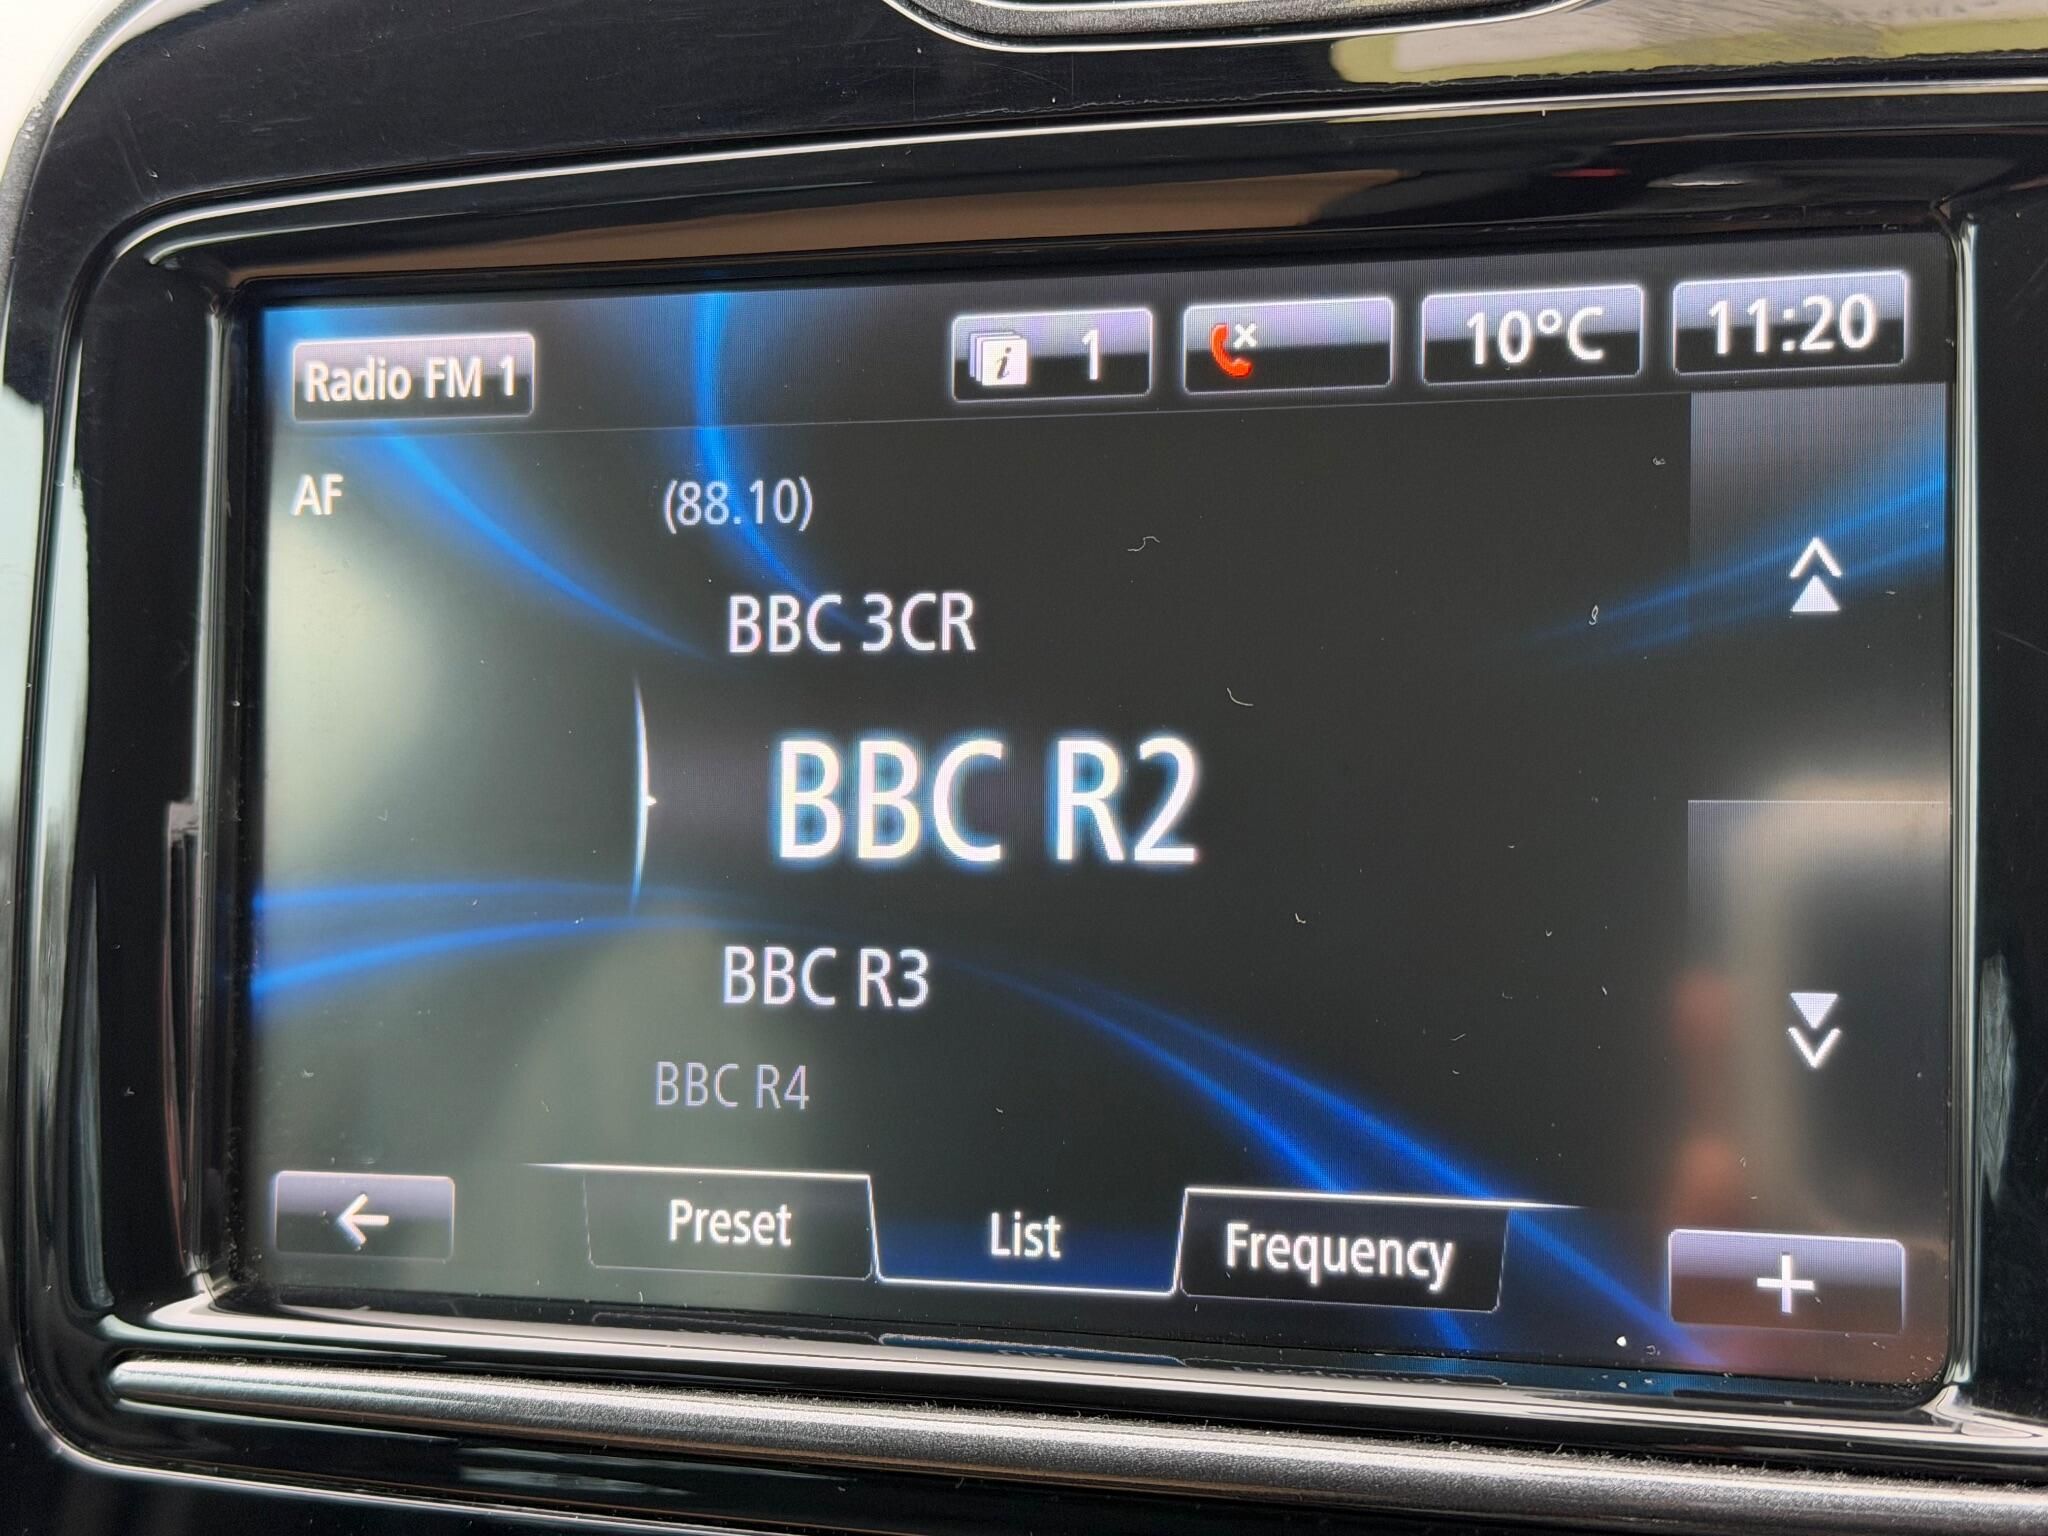 Radio FM 1
1
10°C
11:20
AF
(88.10)
BBC 3CR
BBC R2
BBC R3
BBC R4
Preset
List
Frequency